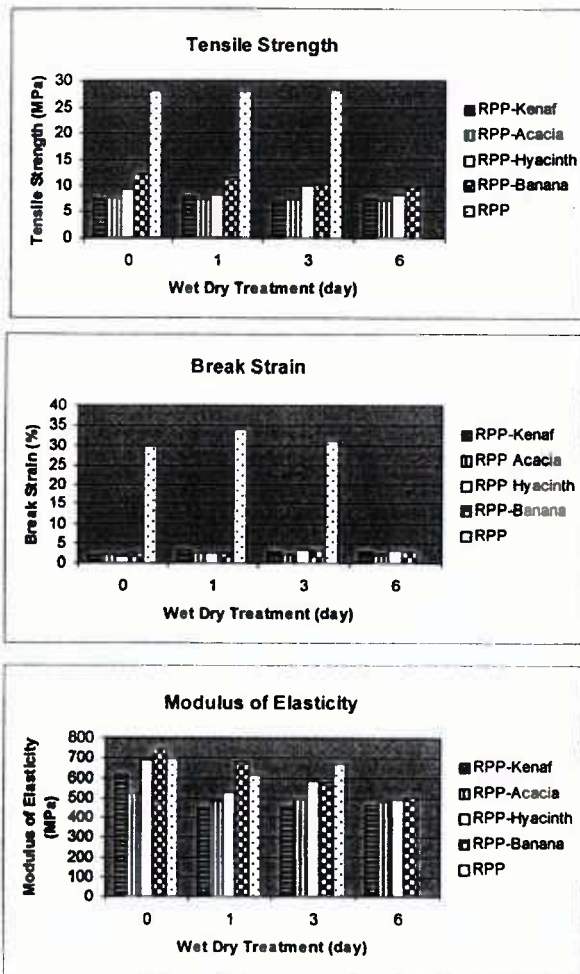 Tensile Strength
Tensile Strength (MPa)
30
25
20
15
10
5
0
0 1 3 6
Wet Dry Treatment (day)
RPP-Kenaf
RPP-Acacia
RPP-Hyacinth
RPP-Banana
RPP
Break Strain
Break Strain (%)
40
35
30
25
20
15
10
5
0
0 1 3 6
Wet Dry Treatment (day)
RPP-Kenaf
RPP Acacia
RPP Hyacinth
RPP-Banana
RPP
Modulus of Elasticity
Modulus of Elasticity
(MPa)
800
700
600
500
400
300
200
100
0
0 1 3 6
Wet Dry Treatment (day)
RPP-Kenaf
RPP-Acacia
RPP-Hyacinth
RPP-Banana
RPP